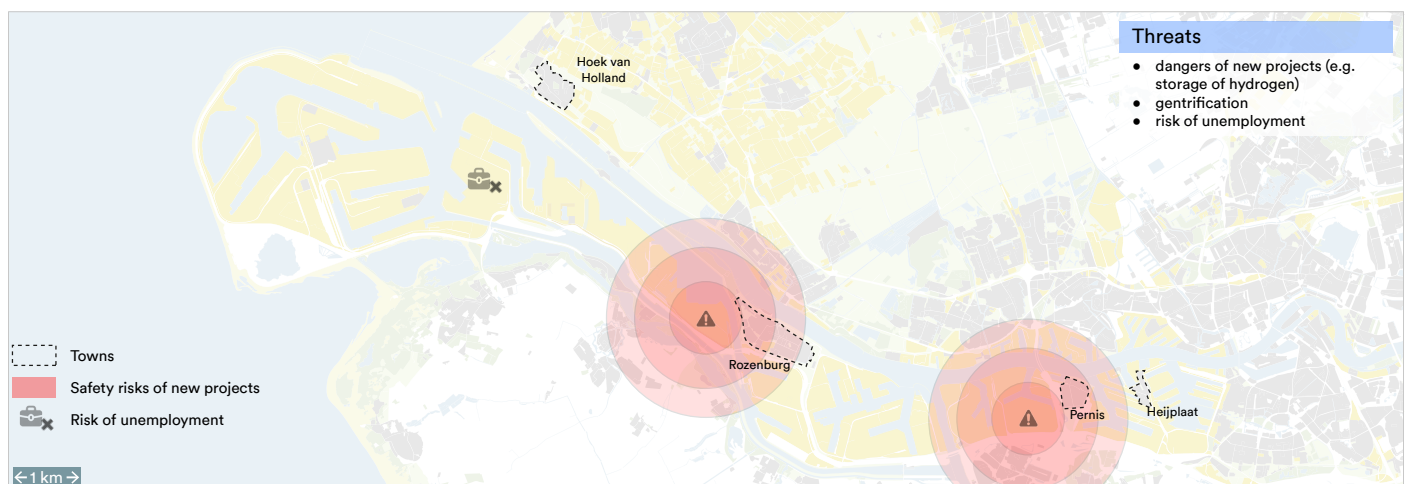 Hoek van
Holland
Threats
● dangers of new projects (e.g.
storage of hydrogen)
● gentrification
● risk of unemployment
Rozenburg
Pernis
Heijplaat
Towns
Safety risks of new projects
Risk of unemployment
←1 km→